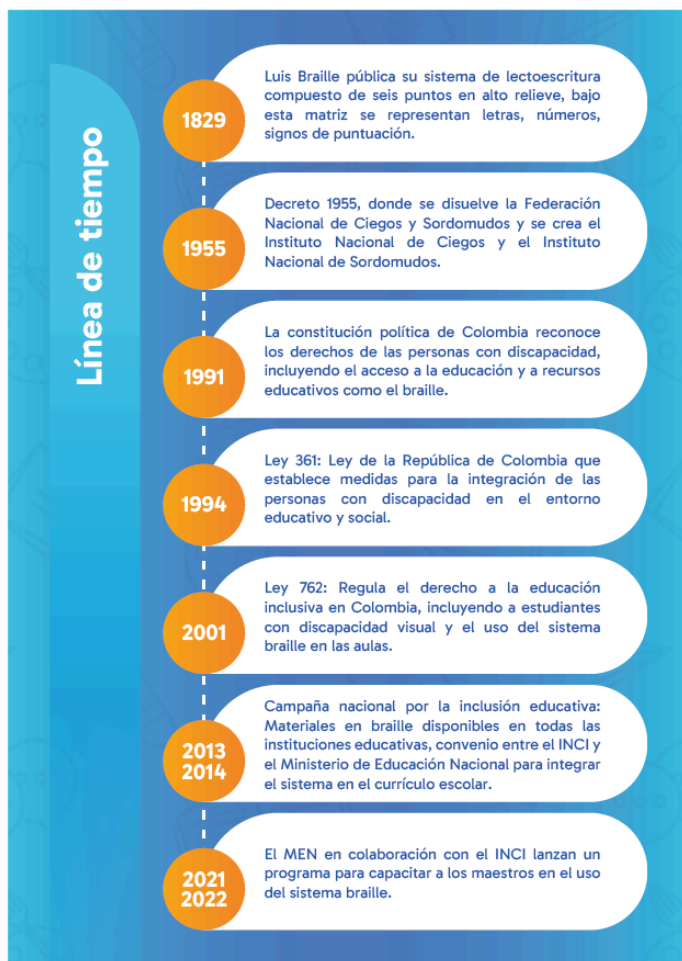 Línea de tiempo
1829
Luis Braille pública su sistema de lectoescritura
compuesto de seis puntos en alto relieve, bajo
esta matriz se representan letras, números,
signos de puntuación.
1955
Decreto 1955, donde se disuelve la Federación
Nacional de Ciegos y Sordomudos y se crea el
Instituto Nacional de Ciegos y el Instituto
Nacional de Sordomudos.
1991
La constitución política de Colombia reconoce
los derechos de las personas con discapacidad,
incluyendo el acceso a la educación y a recursos
educativos como el braille.
1994
Ley 361: Ley de la República de Colombia que
establece medidas para la integración de las
personas con discapacidad en el entorno
educativo y social.
2001
Ley 762: Regula el derecho a la educación
inclusiva en Colombia, incluyendo a estudiantes
con discapacidad visual y el uso del sistema
braille en las aulas.
2013
2014
Campaña nacional por la inclusión educativa:
Materiales en braille disponibles en todas las
instituciones educativas, convenio entre el INCI y
el Ministerio de Educación Nacional para integrar
el sistema en el currículo escolar.
2021
2022
El MEN en colaboración con el INCI lanzan un
programa para capacitar a los maestros en el uso
del sistema braille.